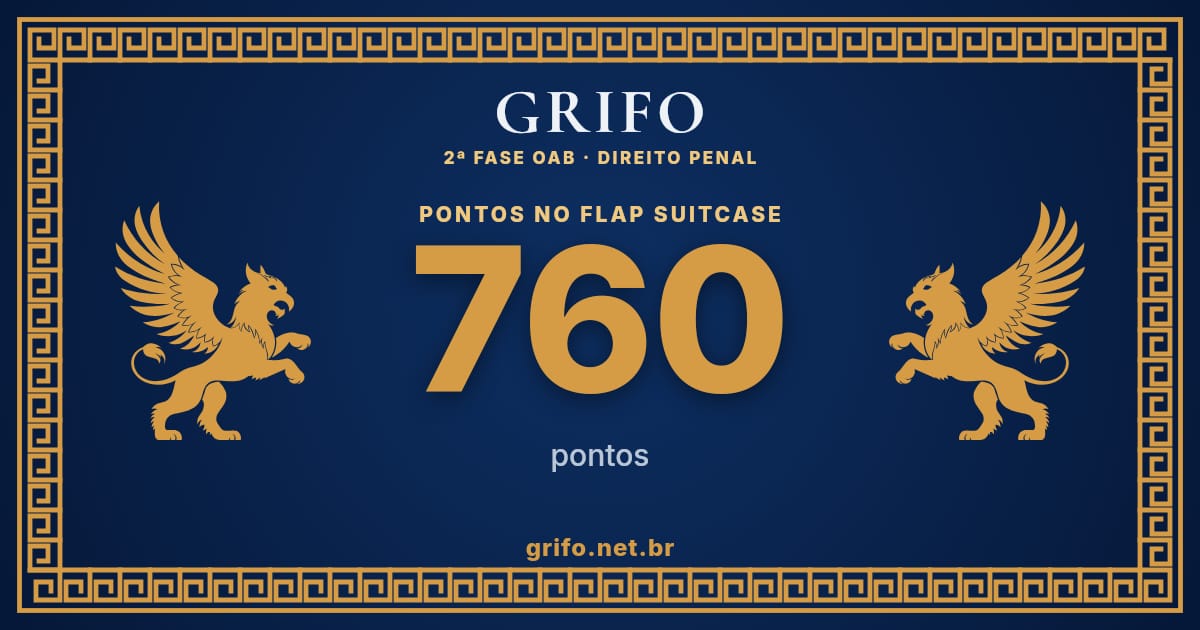 GRIFO
2ª FASE OAB · DIREITO PENAL
PONTOS NO FLAP SUITCASE
760
pontos
grifo.net.br